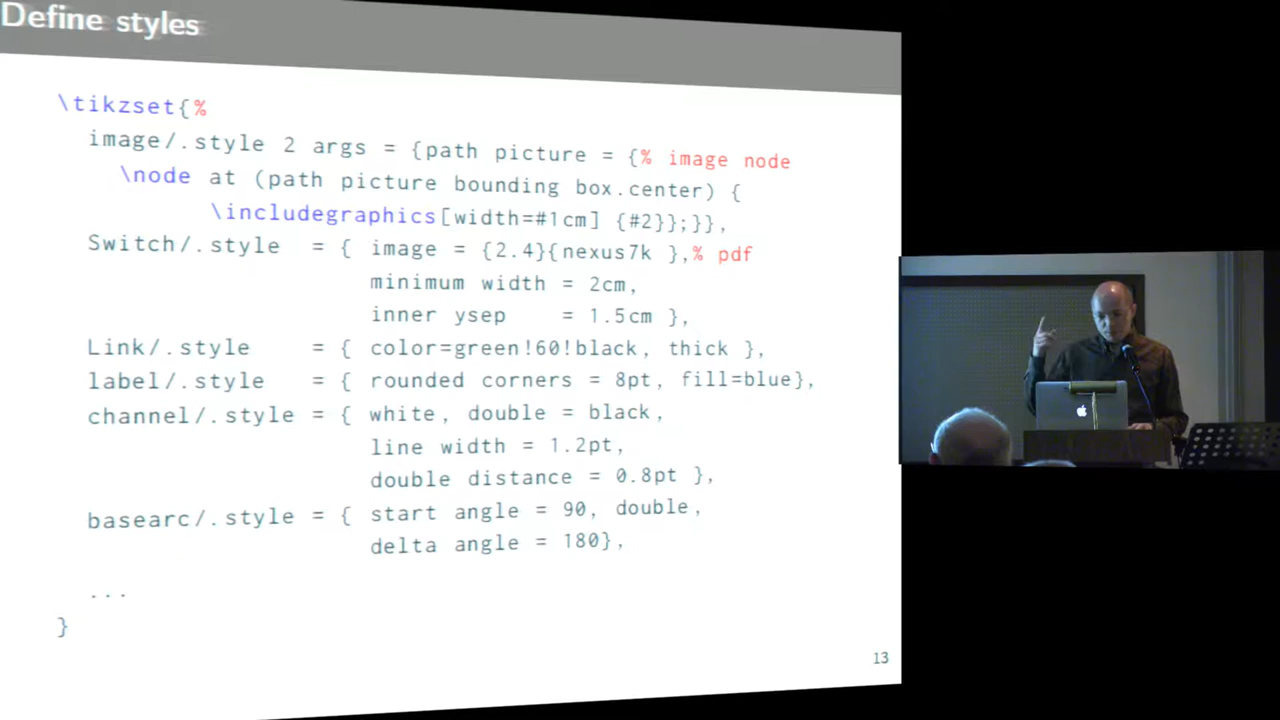 Define styles
\tikzset{%
image/.style 2 args = {path picture = {% image node
\node at (path picture bounding box.center) {
\includegraphics[width=#1cm] {#2}};}},
Switch/.style = { image = {2.4}{nexus7k },% pdf
minimum width = 2cm,
inner ysep = 1.5cm },
Link/.style = { color=green!60!black, thick },
label/.style = { rounded corners = 8pt, fill=blue},
channel/.style = { white, double = black,
line width = 1.2pt,
double distance = 0.8pt },
basearc/.style = { start angle = 90, double,
delta angle = 180},
...
}
13